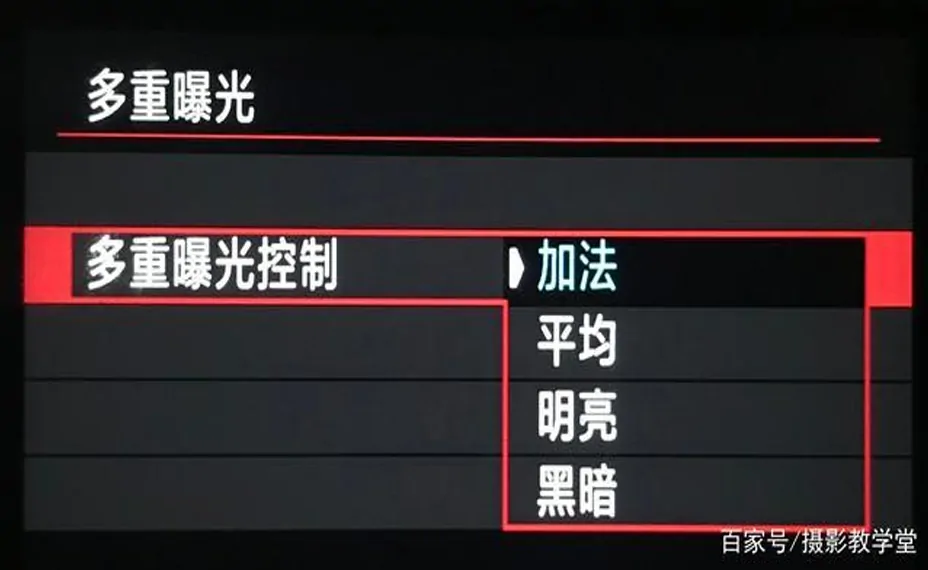 多重曝光
多重曝光控制
加法
平均
明亮
黑暗
百家号/摄影教学堂